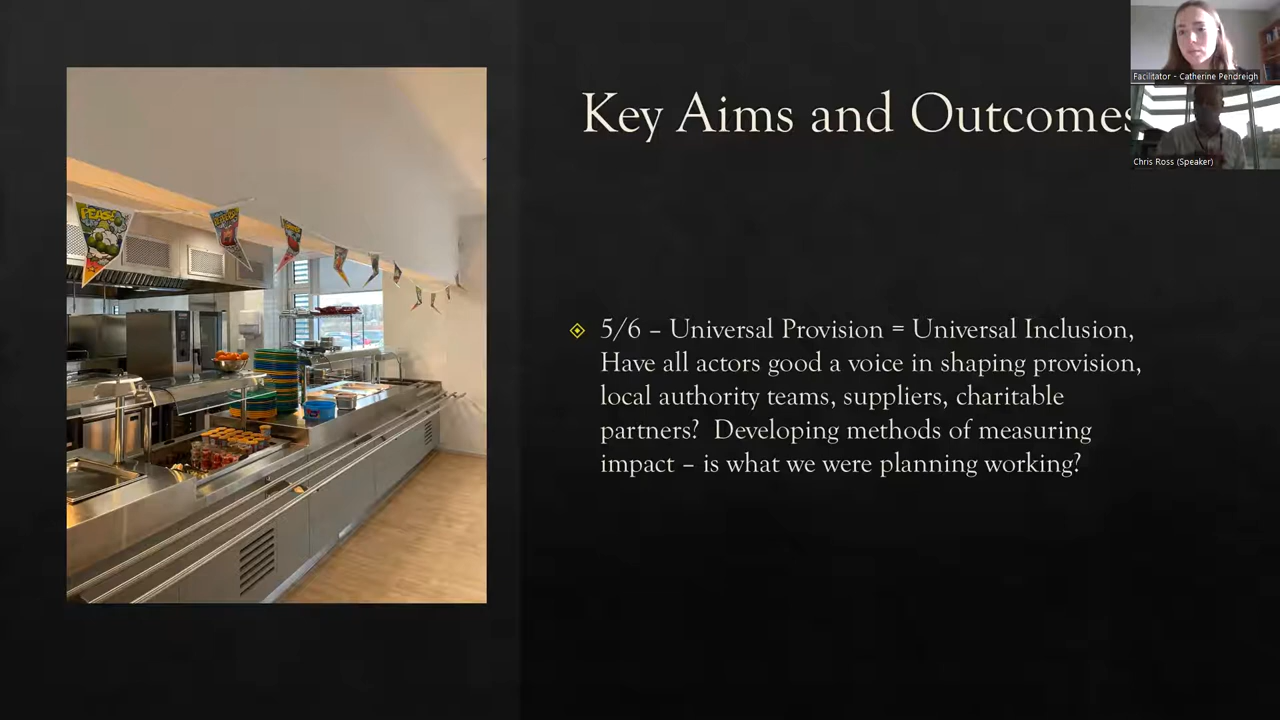 Key Aims and Outcomes
Facilitator - Catherine Pendreigh
Chris Ross (Speaker)
PEAS!
5/6 – Universal Provision = Universal Inclusion,
Have all actors good a voice in shaping provision,
local authority teams, suppliers, charitable
partners? Developing methods of measuring
impact – is what we were planning working?